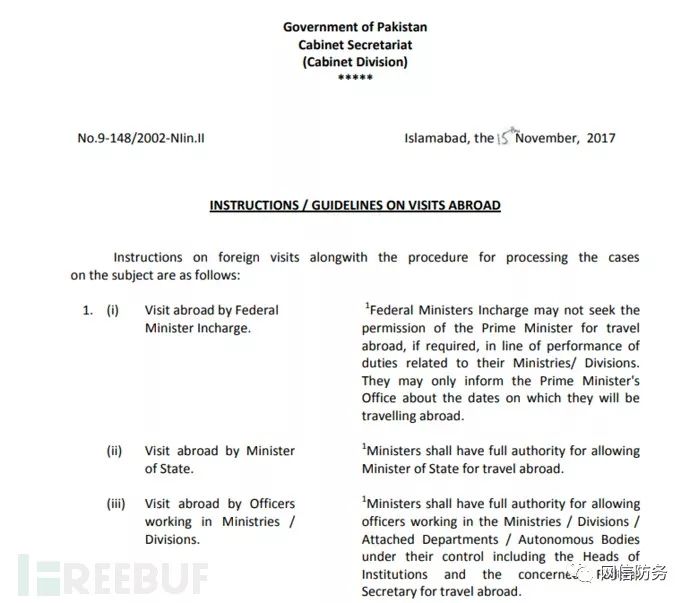 Government of Pakistan
Cabinet Secretariat
(Cabinet Division)
*****
No.9-148/2002-NIin.II
Islamabad, the 15th November, 2017
INSTRUCTIONS / GUIDELINES ON VISITS ABROAD
Instructions on foreign visits alongwith the procedure for processing the cases
on the subject are as follows:
1. (i) Visit abroad by Federal
Minister Incharge.
1Federal Ministers Incharge may not seek the
permission of the Prime Minister for travel
abroad, if required, in line of performance of
duties related to their Ministries/ Divisions.
They may only inform the Prime Minister's
Office about the dates on which they will be
travelling abroad.
(ii) Visit abroad by Minister
of State.
1Ministers shall have full authority for allowing
Minister of State for travel abroad.
(iii) Visit abroad by Officers
working in Ministries /
Divisions.
1Ministers shall have full authority for allowing
officers working in the Ministries / Divisions /
Attached Departments / Autonomous Bodies
under their control including the Heads of
Institutions and the concerned
Secretary for travel abroad.
FREEBUF
网信防务